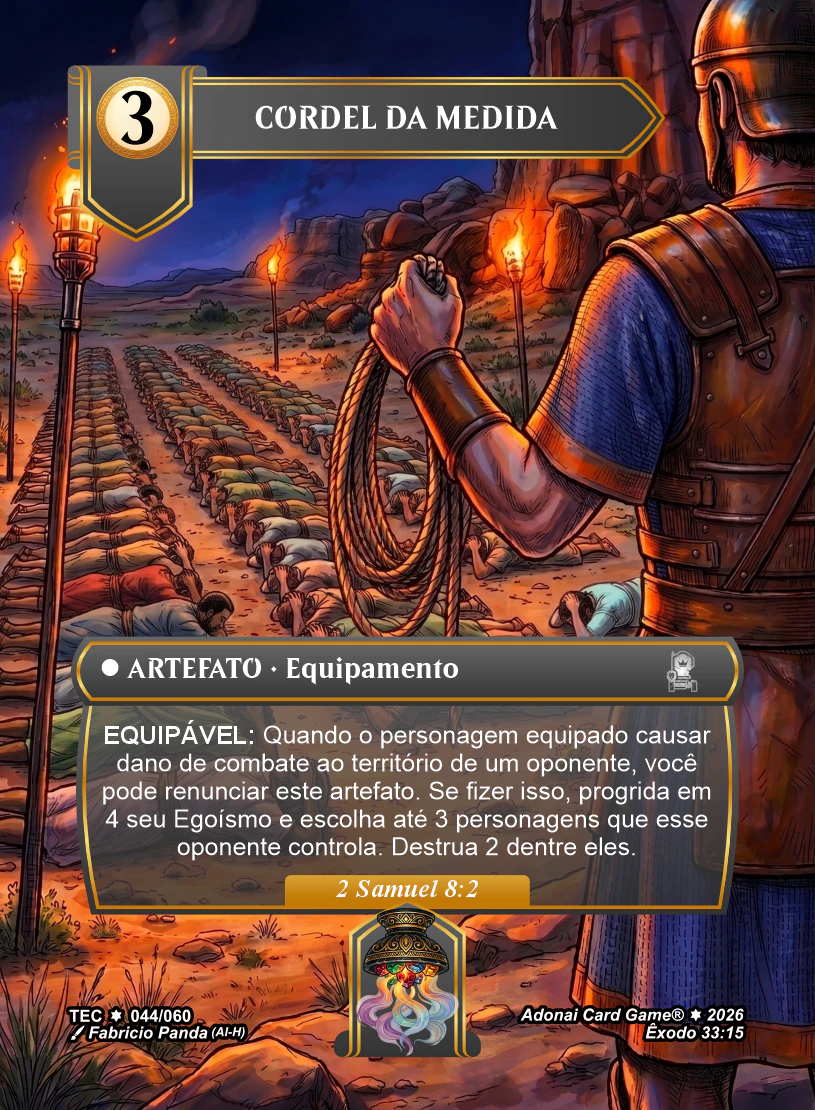 3
CORDEL DA MEDIDA
ARTEFATO · Equipamento
EQUIPÁVEL: Quando o personagem equipado causar
dano de combate ao território de um oponente, você
pode renunciar este artefato. Se fizer isso, progrida em
4 seu Egoísmo e escolha até 3 personagens que esse
oponente controla. Destrua 2 dentre eles.
2 Samuel 8:2
TEC ✶ 044/060
Fabricio Panda (AI-H)
Adonai Card Game® ✶ 2026
Êxodo 33:15